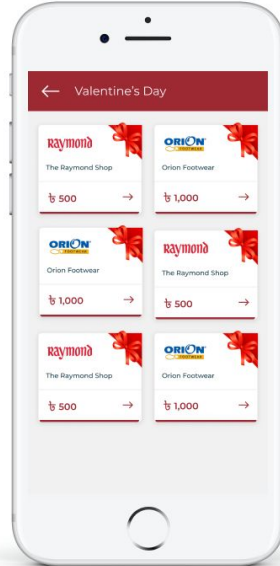 ← Valentine's Day
Raymond
The Raymond Shop
৳ 500 →
ORION
FOOTWEAR
Orion Footwear
৳ 1,000 →
ORION
FOOTWEAR
Orion Footwear
৳ 1,000 →
Raymond
The Raymond Shop
৳ 500 →
Raymond
The Raymond Shop
৳ 500 →
ORION
FOOTWEAR
Orion Footwear
৳ 1,000 →